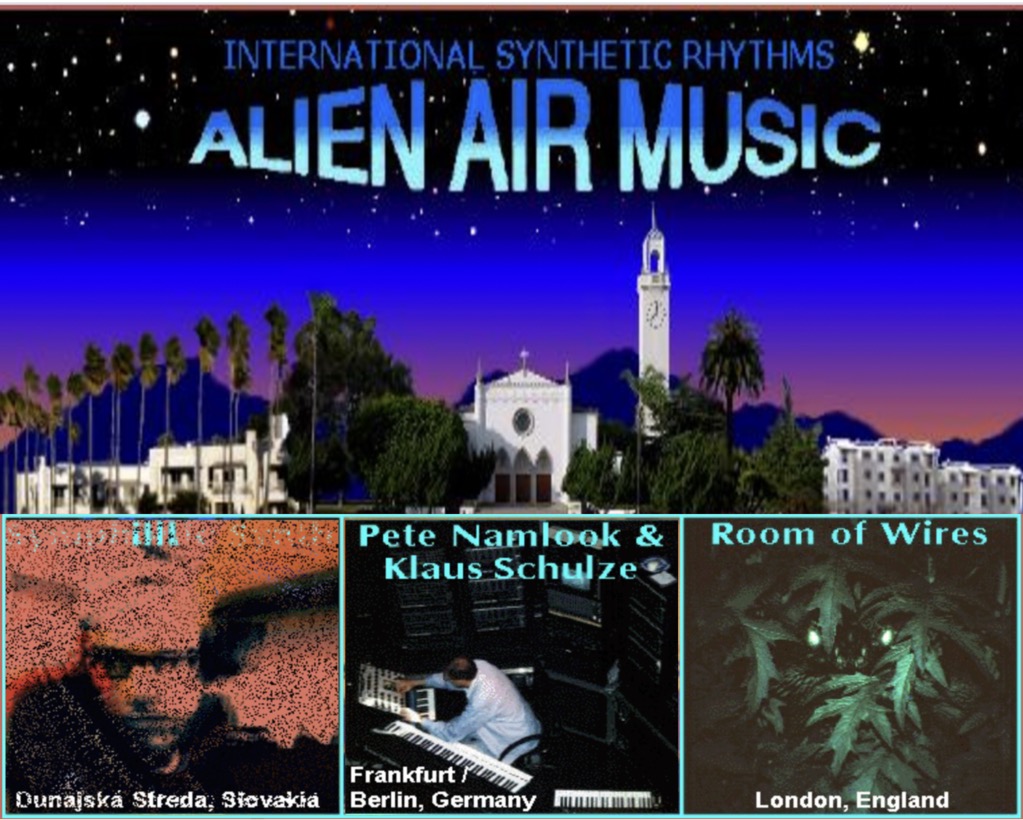 INTERNATIONAL SYNTHETIC RHYTHMS
ALIEN AIR MUSIC
Pete Namlook &
Klaus Schulze
Room of Wires
Dunajská Streda, Slovakia
Frankfurt /
Berlin, Germany
London, England